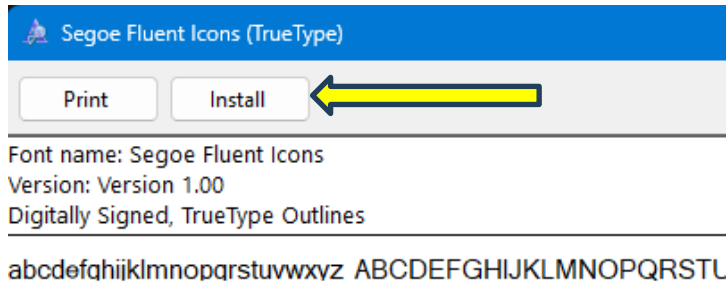 Segoe Fluent Icons (TrueType)
Print Install
Font name: Segoe Fluent Icons
Version: Version 1.00
Digitally Signed, TrueType Outlines
abcdefghijklmnopqrstuvwxyz ABCDEFGHIJKLMNOPQRSTU